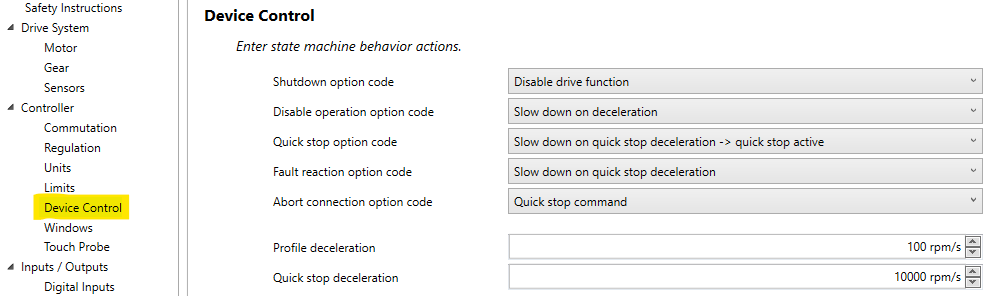 Safety Instructions
Drive System
Motor
Gear
Sensors
Controller
Commutation
Regulation
Units
Limits
Device Control
Windows
Touch Probe
Inputs / Outputs
Digital Inputs
Device Control
Enter state machine behavior actions.
Shutdown option code Disable drive function
Disable operation option code Slow down on deceleration
Quick stop option code Slow down on quick stop deceleration -> quick stop active
Fault reaction option code Slow down on quick stop deceleration
Abort connection option code Quick stop command
Profile deceleration 100 rpm/s
Quick stop deceleration 10000 rpm/s